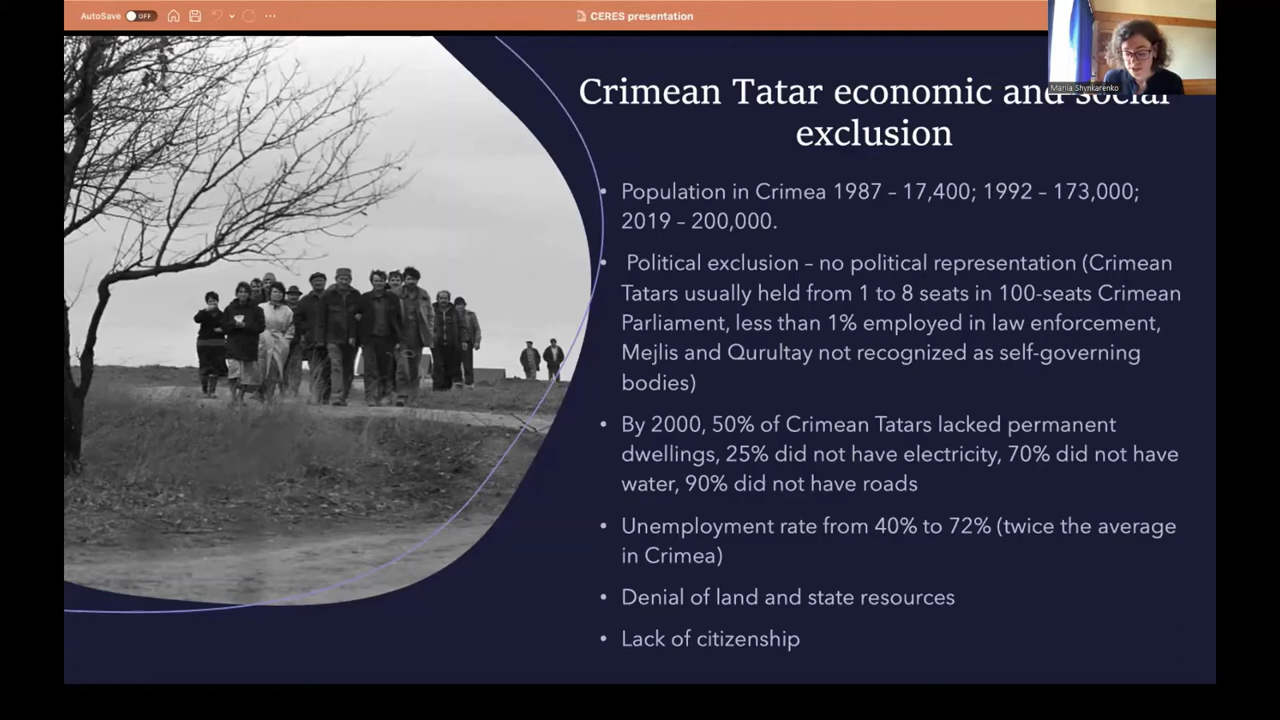 AutoSave OFF
CERES presentation
Maria Shynkarenko
Crimean Tatar economic and social
exclusion
• Population in Crimea 1987 – 17,400; 1992 – 173,000;
2019 – 200,000.
• Political exclusion – no political representation (Crimean
Tatars usually held from 1 to 8 seats in 100-seats Crimean
Parliament, less than 1% employed in law enforcement,
Mejlis and Qurultay not recognized as self-governing
bodies)
• By 2000, 50% of Crimean Tatars lacked permanent
dwellings, 25% did not have electricity, 70% did not have
water, 90% did not have roads
• Unemployment rate from 40% to 72% (twice the average
in Crimea)
• Denial of land and state resources
• Lack of citizenship